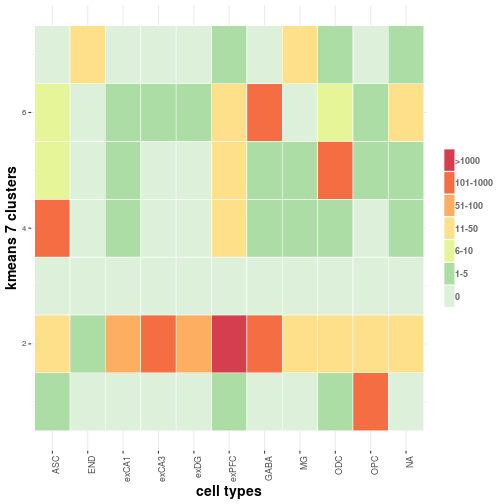 >1000
101-1000
51-100
11-50
6-10
1-5
0
kmeans 7 clusters
6
4
2
ASC
END
exCA1
exCA3
exDG
exPFC
GABA
MG
ODC
OPC
NA
cell types